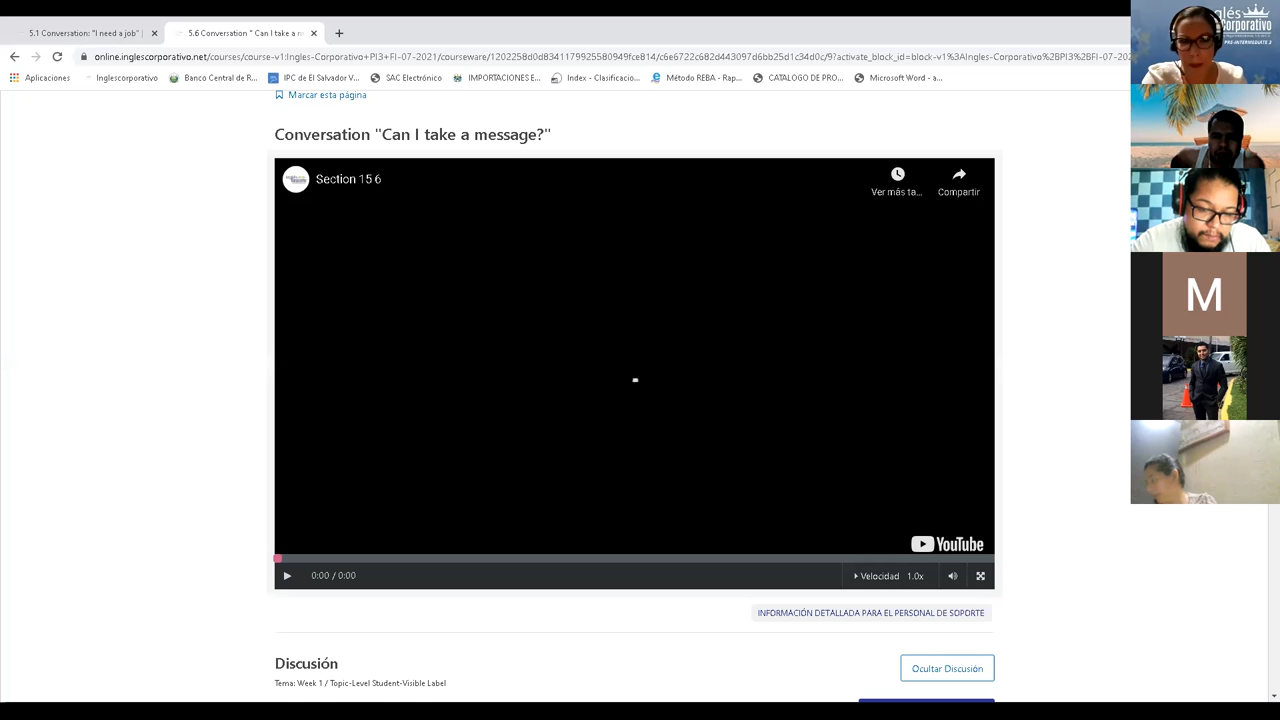 5.1 Conversation: "I need a job" |
5.6 Conversation " Can I take a m
online.inglescorporativo.net/courses/course-v1:Ingles-Corporativo+PI3+FI-07-2021/courseware/1202258d0d8341179925580949fce814/c6e6722c682d443097d6bb25d1c34d0c/9?activate_block_id=block-v1%3AIngles-Corporativo%2BPI3%2BFI-07-202
Aplicaciones
Inglescorporativo
Banco Central de R...
IPC de El Salvador V...
SAC Electrónico
IMPORTACIONES E...
Index - Clasificacio...
Método REBA - Rap...
CATALOGO DE PRO...
Microsoft Word - a...
Marcar esta página
Conversation "Can I take a message?"
Section 15 6
Ver más ta...
Compartir
YouTube
0:00 / 0:00
Velocidad 1.0x
INFORMACIÓN DETALLADA PARA EL PERSONAL DE SOPORTE
Discusión
Ocultar Discusión
Tema: Week 1 / Topic-Level Student-Visible Label
glés
Corporativo
PRE-INTERMEDIATE 3
M